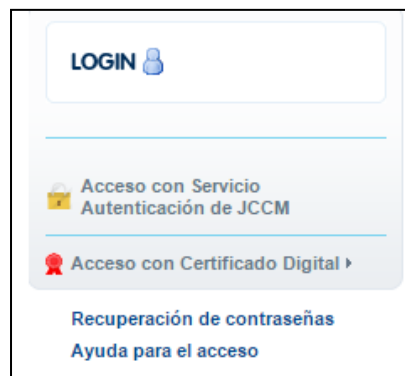 LOGIN
Acceso con Servicio
Autenticación de JCCM
Acceso con Certificado Digital
Recuperación de contraseñas
Ayuda para el acceso